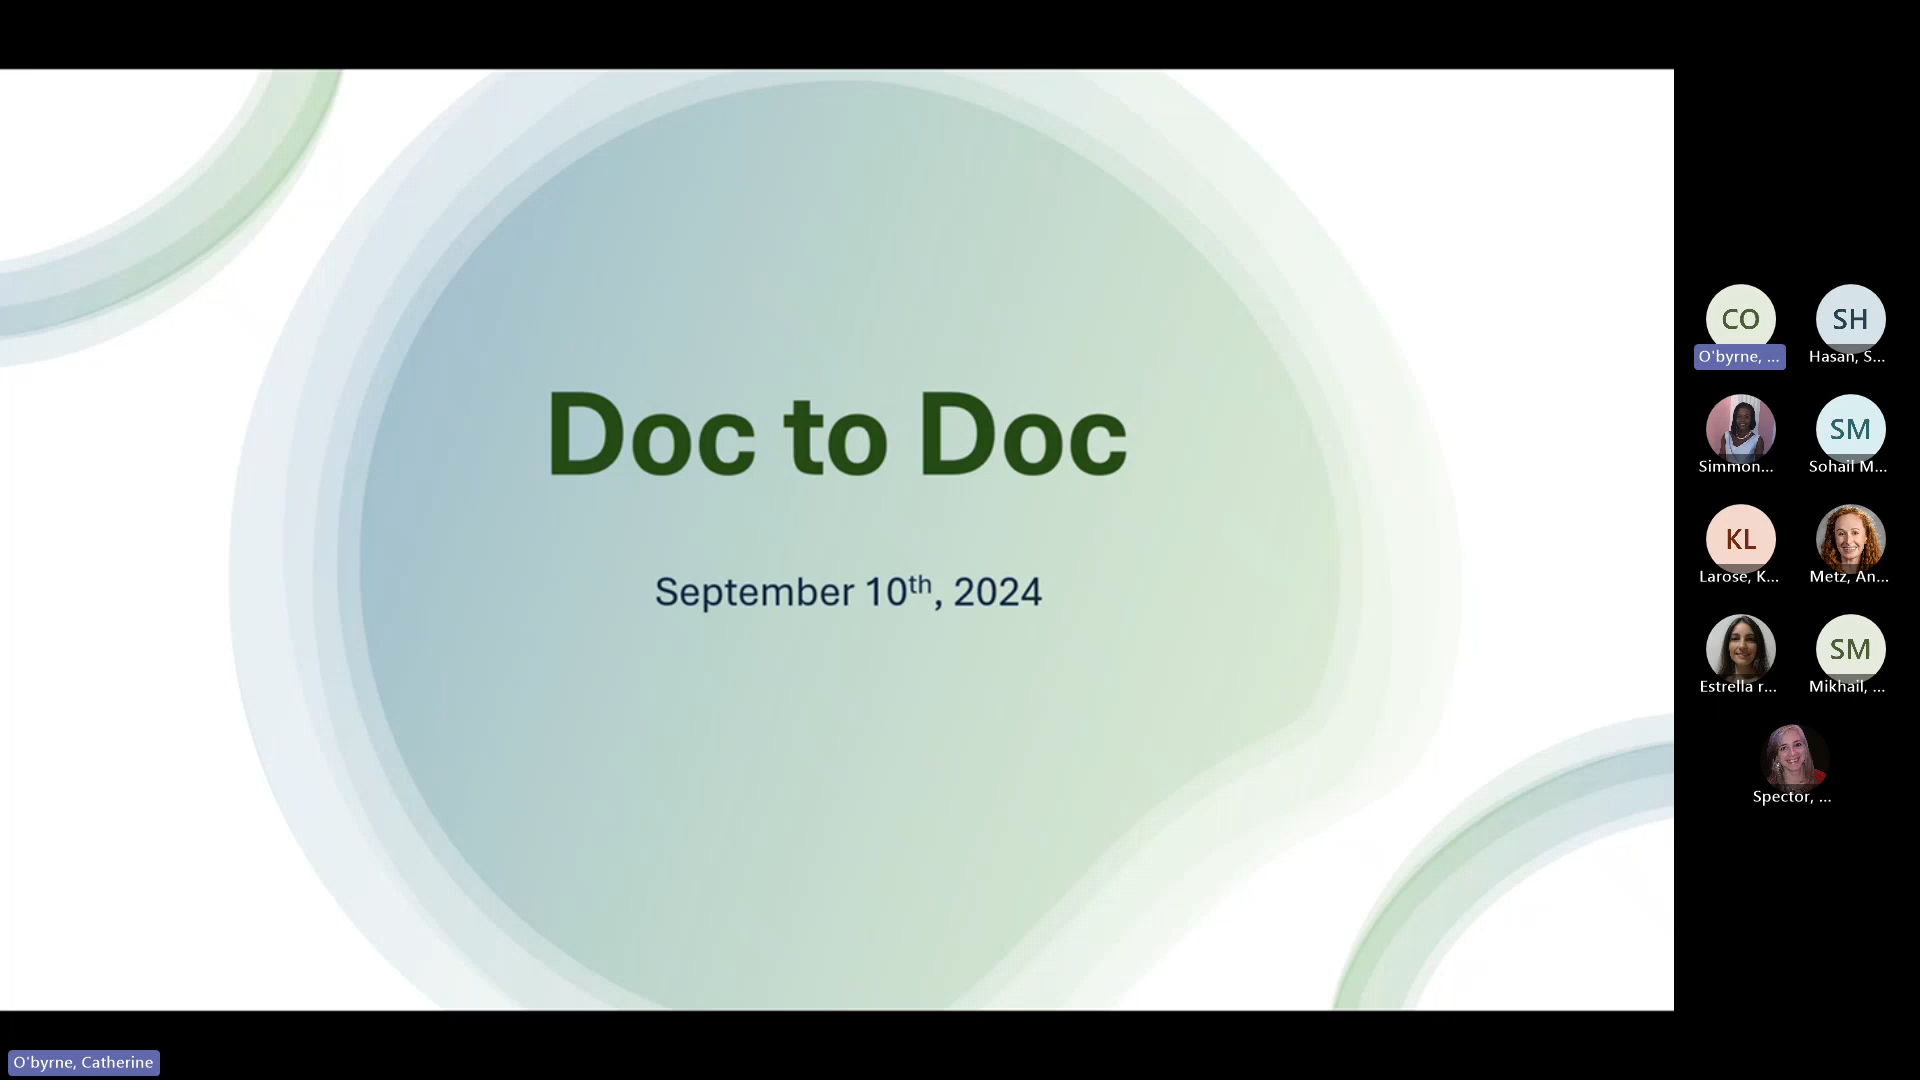 Doc to Doc
September 10th, 2024
CO
O'byrne, ...
SH
Hasan, S...
Simmon...
SM
Sohail M...
KL
Larose, K...
Metz, An...
Estrella r...
SM
Mikhail, ...
Spector, ...
O'byrne, Catherine